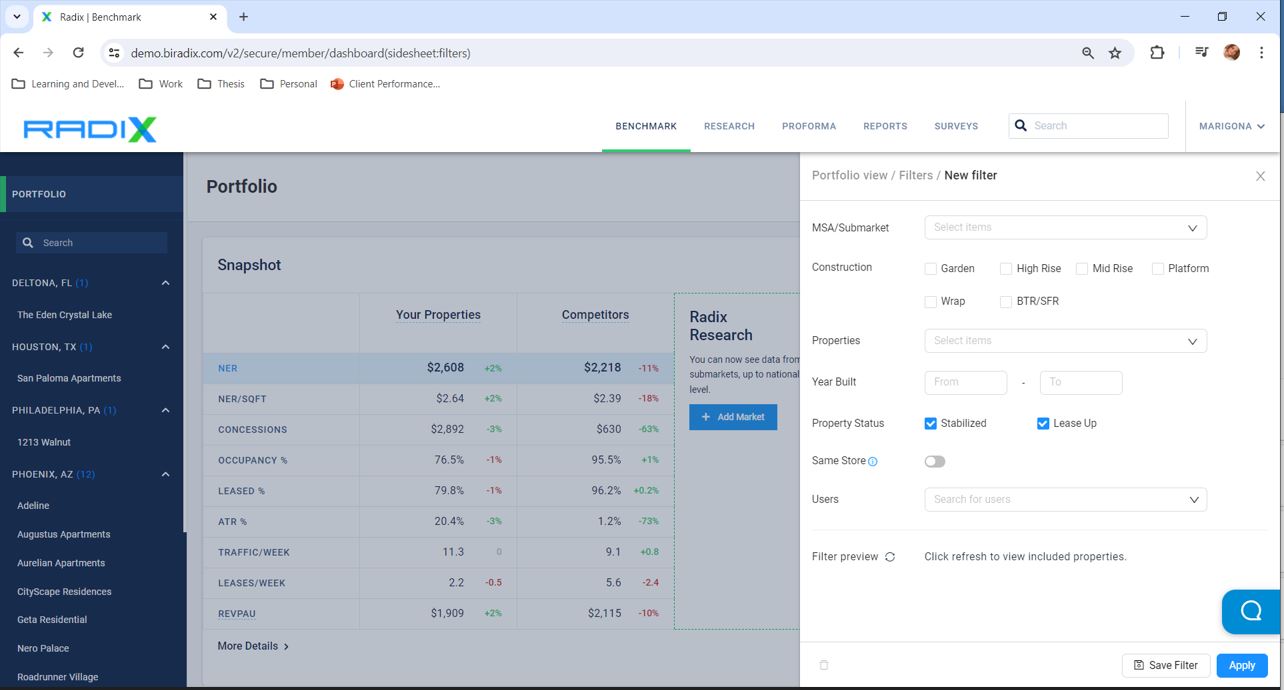 Radix | Benchmark
demo.biradix.com/v2/secure/member/dashboard(sidesheet:filters)
Learning and Devel... Work Thesis Personal Client Performance...
RADIX
BENCHMARK RESEARCH PROFORMA REPORTS SURVEYS Search MARIGONA
PORTFOLIO
Search
DELTONA, FL (1)
The Eden Crystal Lake
HOUSTON, TX (1)
San Paloma Apartments
PHILADELPHIA, PA (1)
1213 Walnut
PHOENIX, AZ (12)
Adeline
Augustus Apartments
Aurelian Apartments
CityScape Residences
Geta Residential
Nero Palace
Roadrunner Village
Portfolio
Snapshot
Your Properties Competitors
NER $2,608 +2% $2,218 -11%
NER/SQFT $2.64 +2% $2.39 -18%
CONCESSIONS $2,892 -3% $630 -63%
OCCUPANCY % 76.5% -1% 95.5% +1%
LEASED % 79.8% -1% 96.2% +0.2%
ATR % 20.4% -3% 1.2% -73%
TRAFFIC/WEEK 11.3 0 9.1 +0.8
LEASES/WEEK 2.2 -0.5 5.6 -2.4
REVPAU $1,909 +2% $2,115 -10%
More Details
Radix
Research
You can now see data from
submarkets, up to national
level.
+ Add Market
Portfolio view / Filters / New filter
MSA/Submarket Select items
Construction Garden High Rise Mid Rise Platform
Wrap BTR/SFR
Properties Select items
Year Built From - To
Property Status Stabilized Lease Up
Same Store
Users Search for users
Filter preview Click refresh to view included properties.
Save Filter Apply